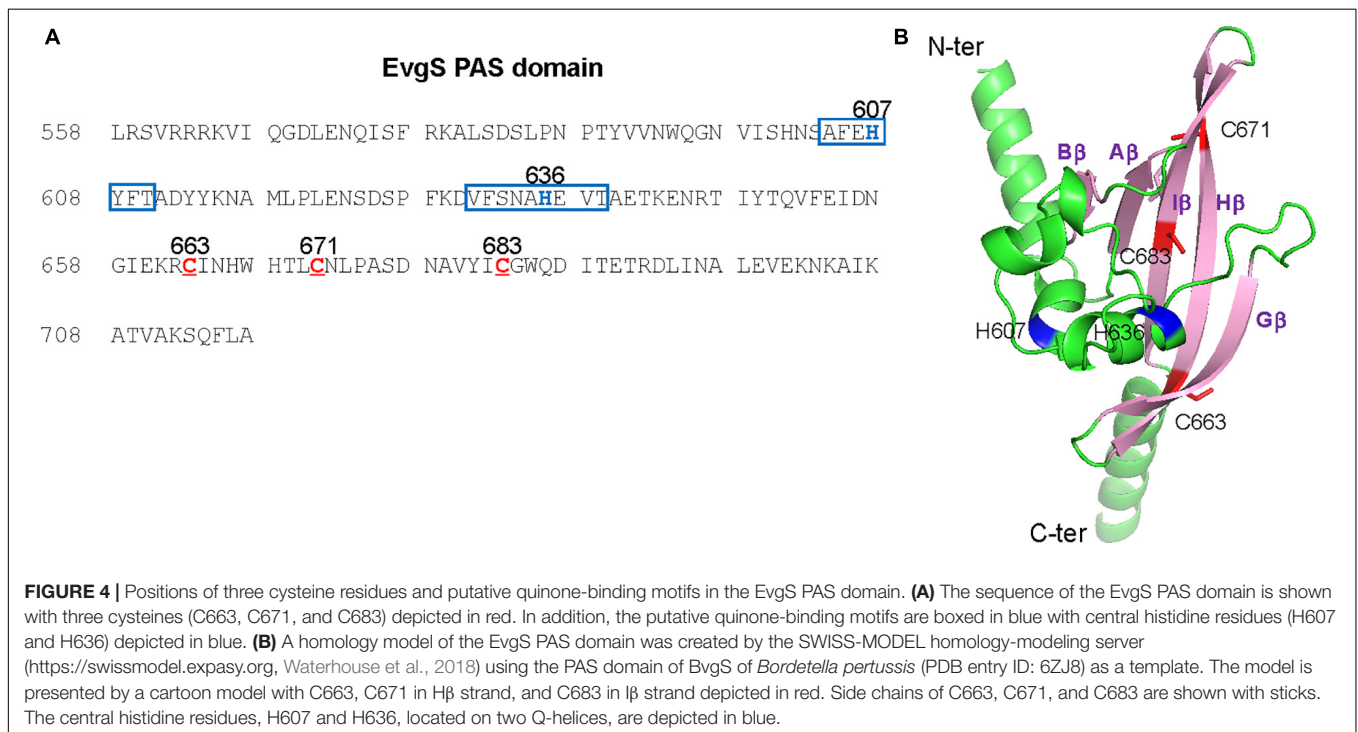 A
EvgS PAS domain
607
558 LRSVRRRKVI QGDLENQISF RKALSDSLPN PTYVVNWQGN VISHNSAFEH
636
608 YFTADYYKNA MLPLENSDSP FKDVFSNAHE VTAETKENRT IYTQVFEIDN
663 671 683
658 GIEKRCINHW HTLCNLPASD NAVYICGWQD ITETRDLINA LEVEKNKAIK
708 ATVAKSQFLA
B
N-ter
C671
Bβ Aβ
Iβ Hβ
C683
H607 H636 Gβ
C663
C-ter
FIGURE 4 | Positions of three cysteine residues and putative quinone-binding motifs in the EvgS PAS domain. (A) The sequence of the EvgS PAS domain is shown
with three cysteines (C663, C671, and C683) depicted in red. In addition, the putative quinone-binding motifs are boxed in blue with central histidine residues (H607
and H636) depicted in blue. (B) A homology model of the EvgS PAS domain was created by the SWISS-MODEL homology-modeling server
(https://swissmodel.expasy.org, Waterhouse et al., 2018) using the PAS domain of BvgS of Bordetella pertussis (PDB entry ID: 6ZJ8) as a template. The model is
presented by a cartoon model with C663, C671 in Hβ strand, and C683 in Iβ strand depicted in red. Side chains of C663, C671, and C683 are shown with sticks.
The central histidine residues, H607 and H636, located on two Q-helices, are depicted in blue.